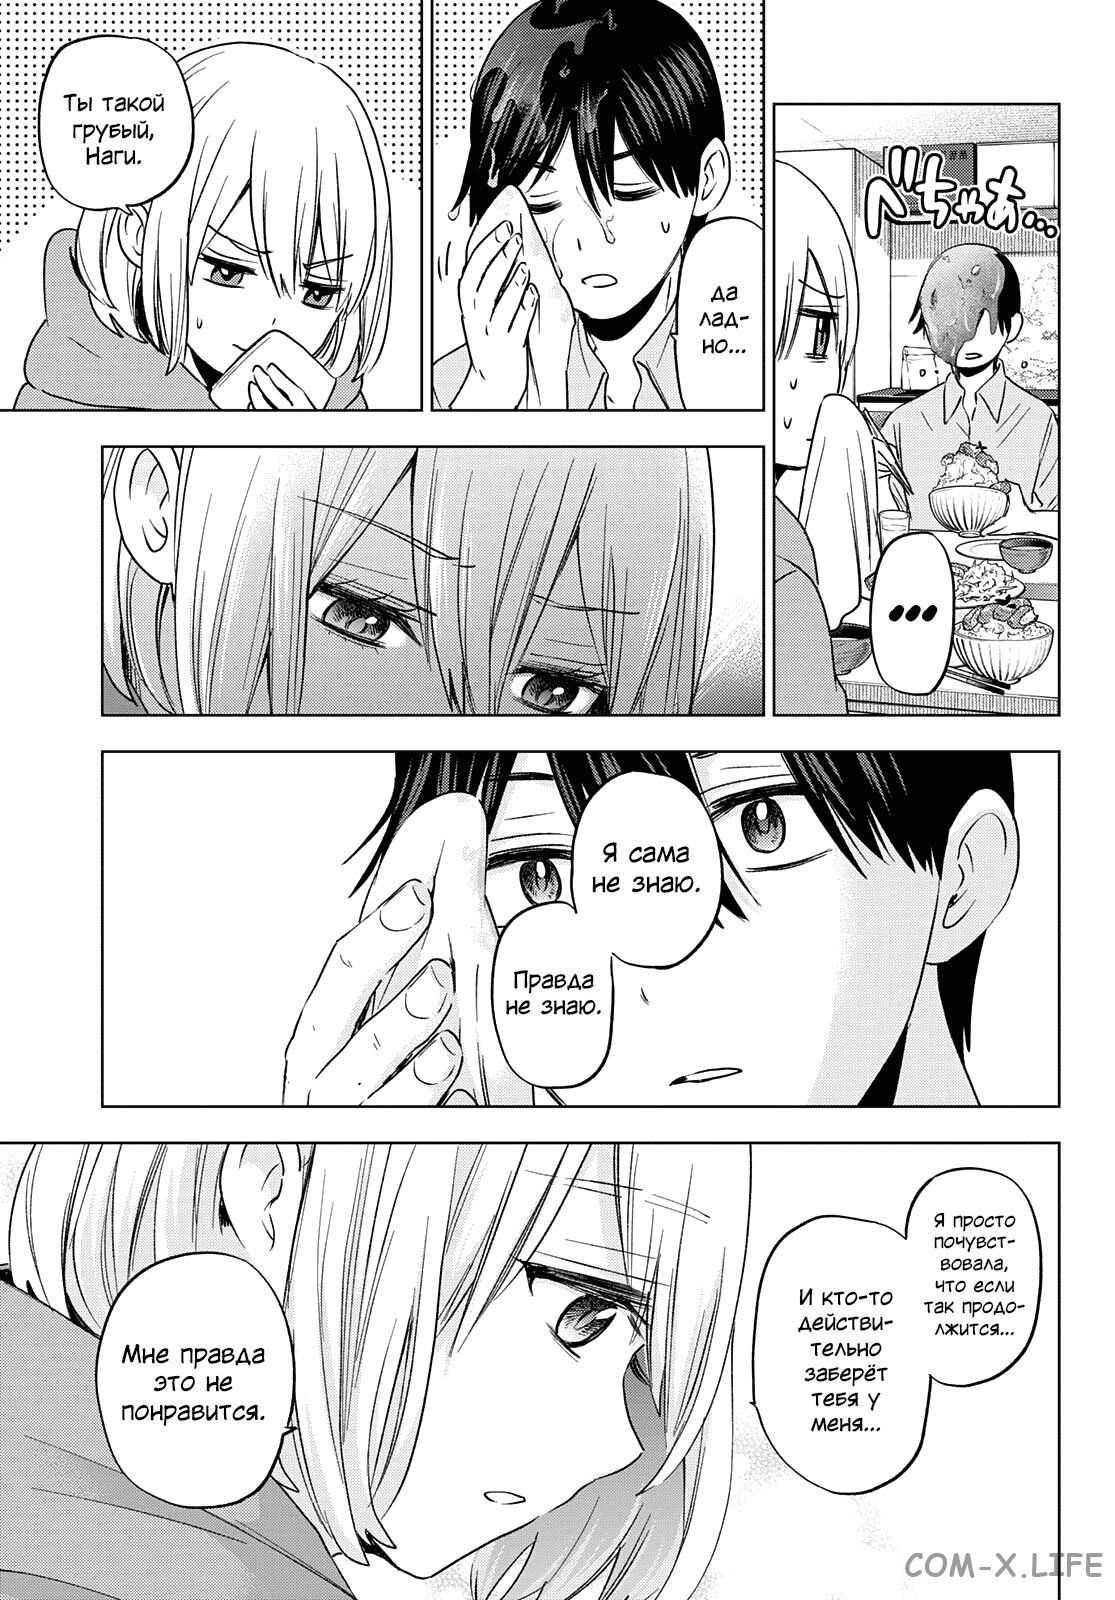 べちゃあ...
...
да
лад-
но...
Ты такой
грубый,
Наги.
Я сама
не знаю.
Правда
не знаю.
Я просто
почувст-
вовала,
что если
так продо-
лжится...
И кто-то
действи-
тельно
заберёт
тебя у
меня...
Мне правда
это не
понравится.
COM-X.LIFE